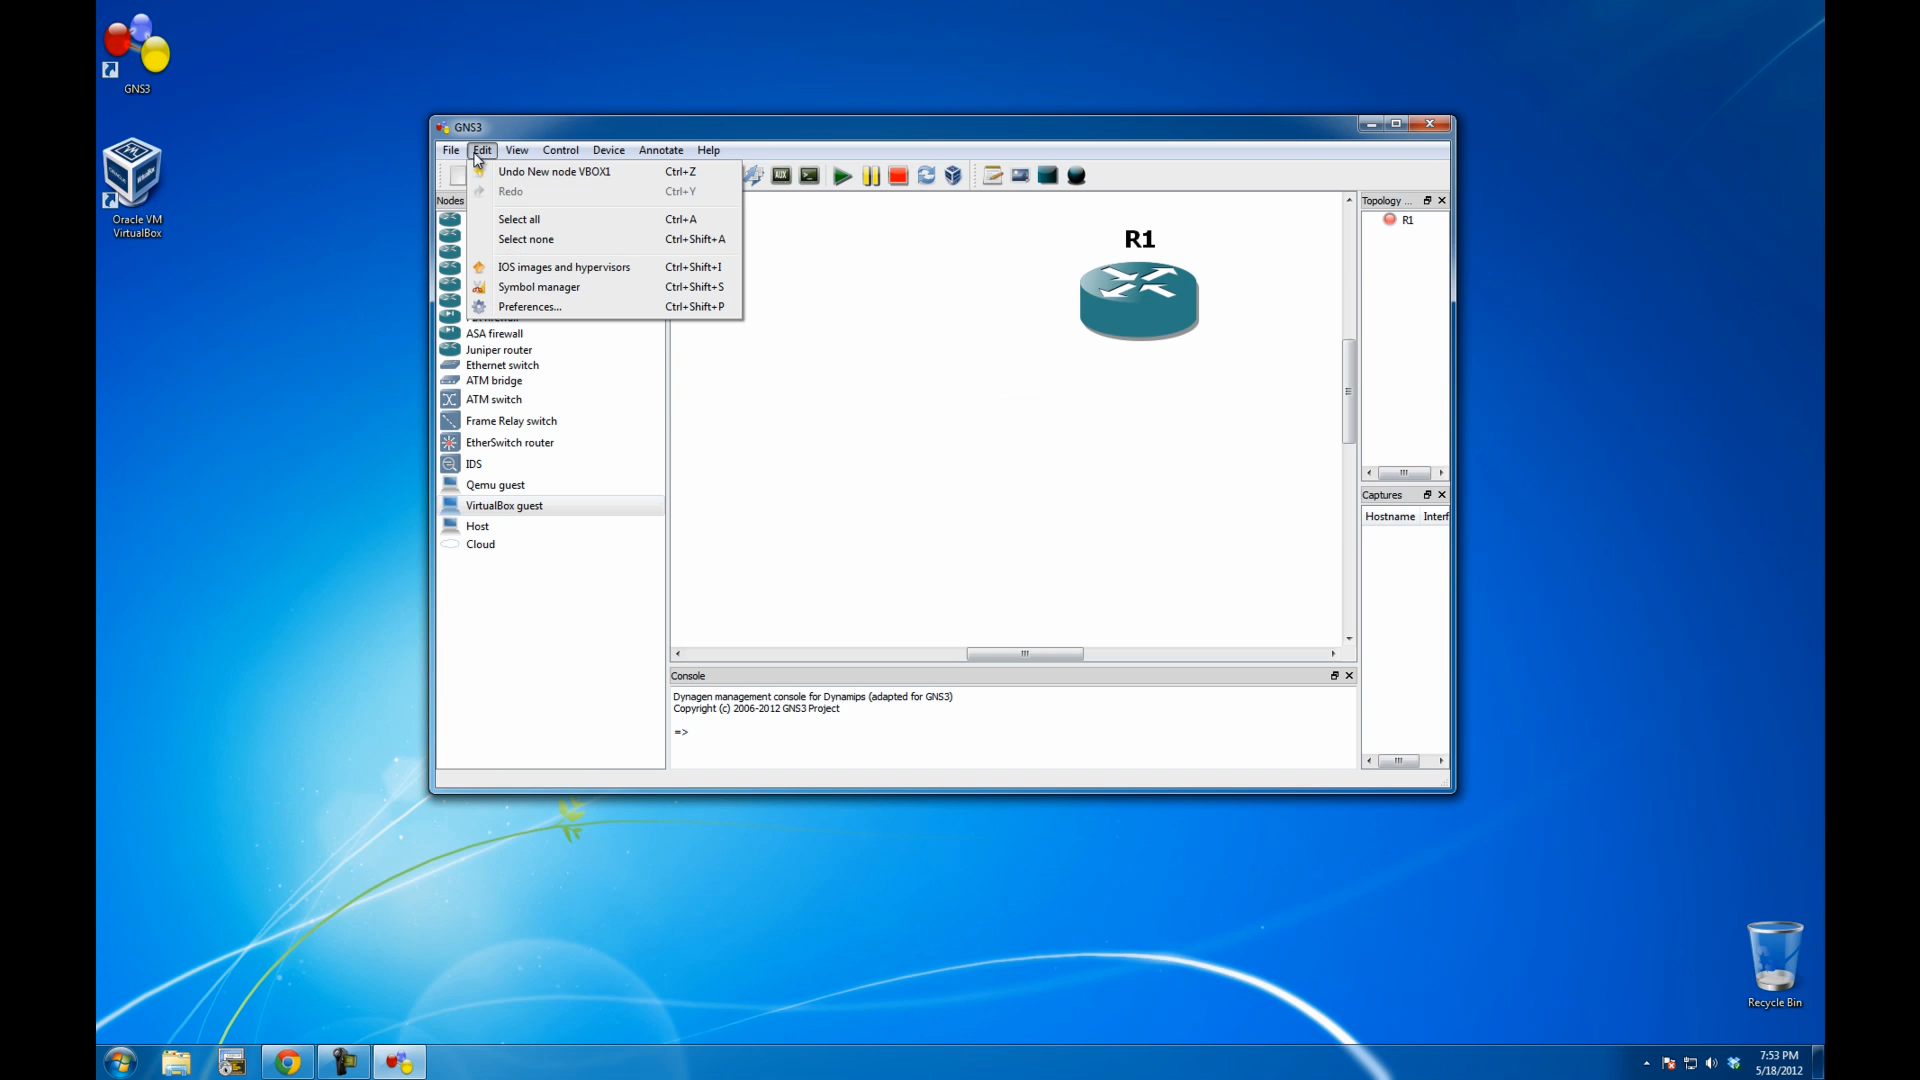 GNS3
Oracle VM
VirtualBox
GNS3
File Edit View Control Device Annotate Help
Undo New node VBOX1 Ctrl+Z
Redo Ctrl+Y
Select all Ctrl+A
Select none Ctrl+Shift+A
IOS images and hypervisors Ctrl+Shift+I
Symbol manager Ctrl+Shift+S
Preferences... Ctrl+Shift+P
AUX
Nodes
ASA firewall
Juniper router
Ethernet switch
ATM bridge
ATM switch
Frame Relay switch
EtherSwitch router
IDS
Qemu guest
VirtualBox guest
Host
Cloud
R1
Topology ...
R1
Captures
Hostname Interf
Console
Dynagen management console for Dynamips (adapted for GNS3)
Copyright (c) 2006-2012 GNS3 Project
=>
Recycle Bin
7:53 PM
5/18/2012